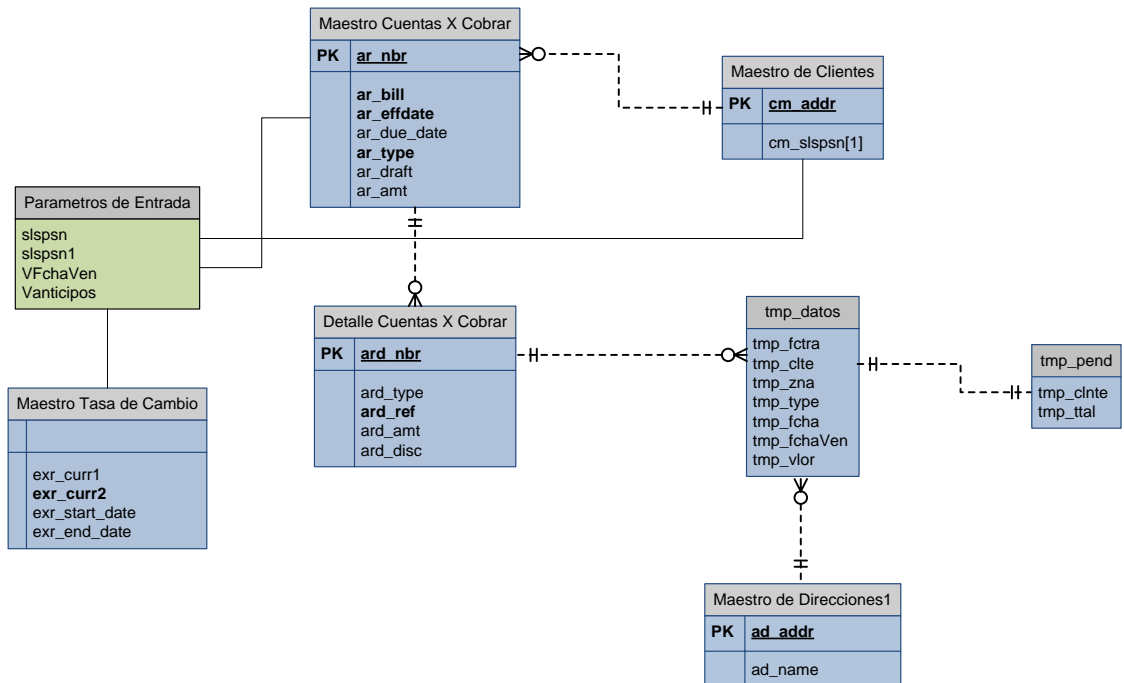 Maestro Cuentas X Cobrar
PK ar_nbr
ar_bill
ar_effdate
ar_due_date
ar_type
ar_draft
ar_amt
Maestro de Clientes
PK cm_addr
cm_slspsn[1]
Parametros de Entrada
slspsn
slspsn1
VFchaVen
Vanticipos
Detalle Cuentas X Cobrar
PK ard_nbr
ard_type
ard_ref
ard_amt
ard_disc
tmp_datos
tmp_fctra
tmp_clte
tmp_zna
tmp_type
tmp_fcha
tmp_fchaVen
tmp_vlor
tmp_pend
tmp_clnte
tmp_ttal
Maestro Tasa de Cambio
exr_curr1
exr_curr2
exr_start_date
exr_end_date
Maestro de Direcciones1
PK ad_addr
ad_name